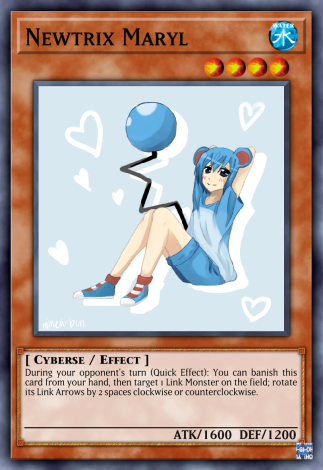 Newtrix Maryl
WATER
水
[ Cyberse / Effect ]
During your opponent's turn (Quick Effect): You can banish this
card from your hand, then target 1 Link Monster on the field; rotate
its Link Arrows by 2 spaces clockwise or counterclockwise.
ATK/1600 DEF/1200